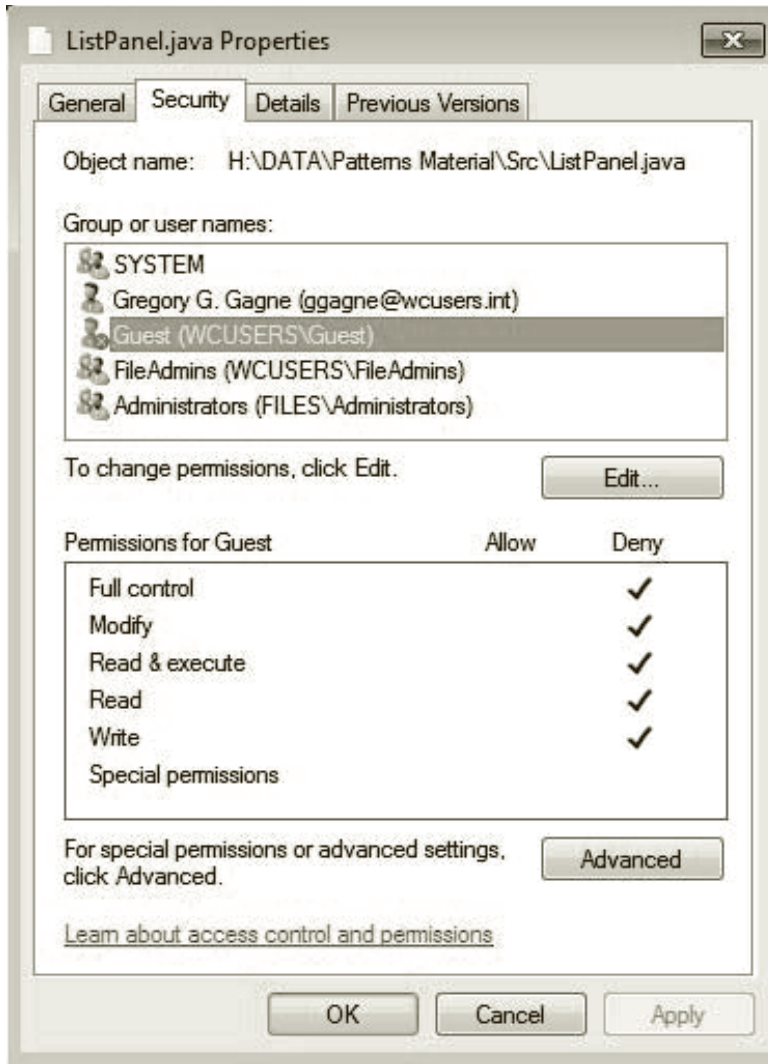 ListPanel.java Properties
General Security Details Previous Versions
Object name: H:\DATA\Patterns Material\Src\ListPanel.java
Group or user names:
SYSTEM
Gregory G. Gagne (ggagne@wcusers.int)
Guest (WCUSERS\Guest)
FileAdmins (WCUSERS\FileAdmins)
Administrators (FILES\Administrators)
To change permissions, click Edit.
Edit...
Permissions for Guest Allow Deny
Full control
Modify
Read & execute
Read
Write
Special permissions
For special permissions or advanced settings,
click Advanced.
Advanced
Learn about access control and permissions
OK Cancel Apply